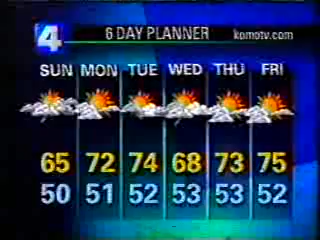 4 6 DAY PLANNER komotv.com
SUN MON TUE WED THU FRI
65 72 74 68 73 75
50 51 52 53 53 52